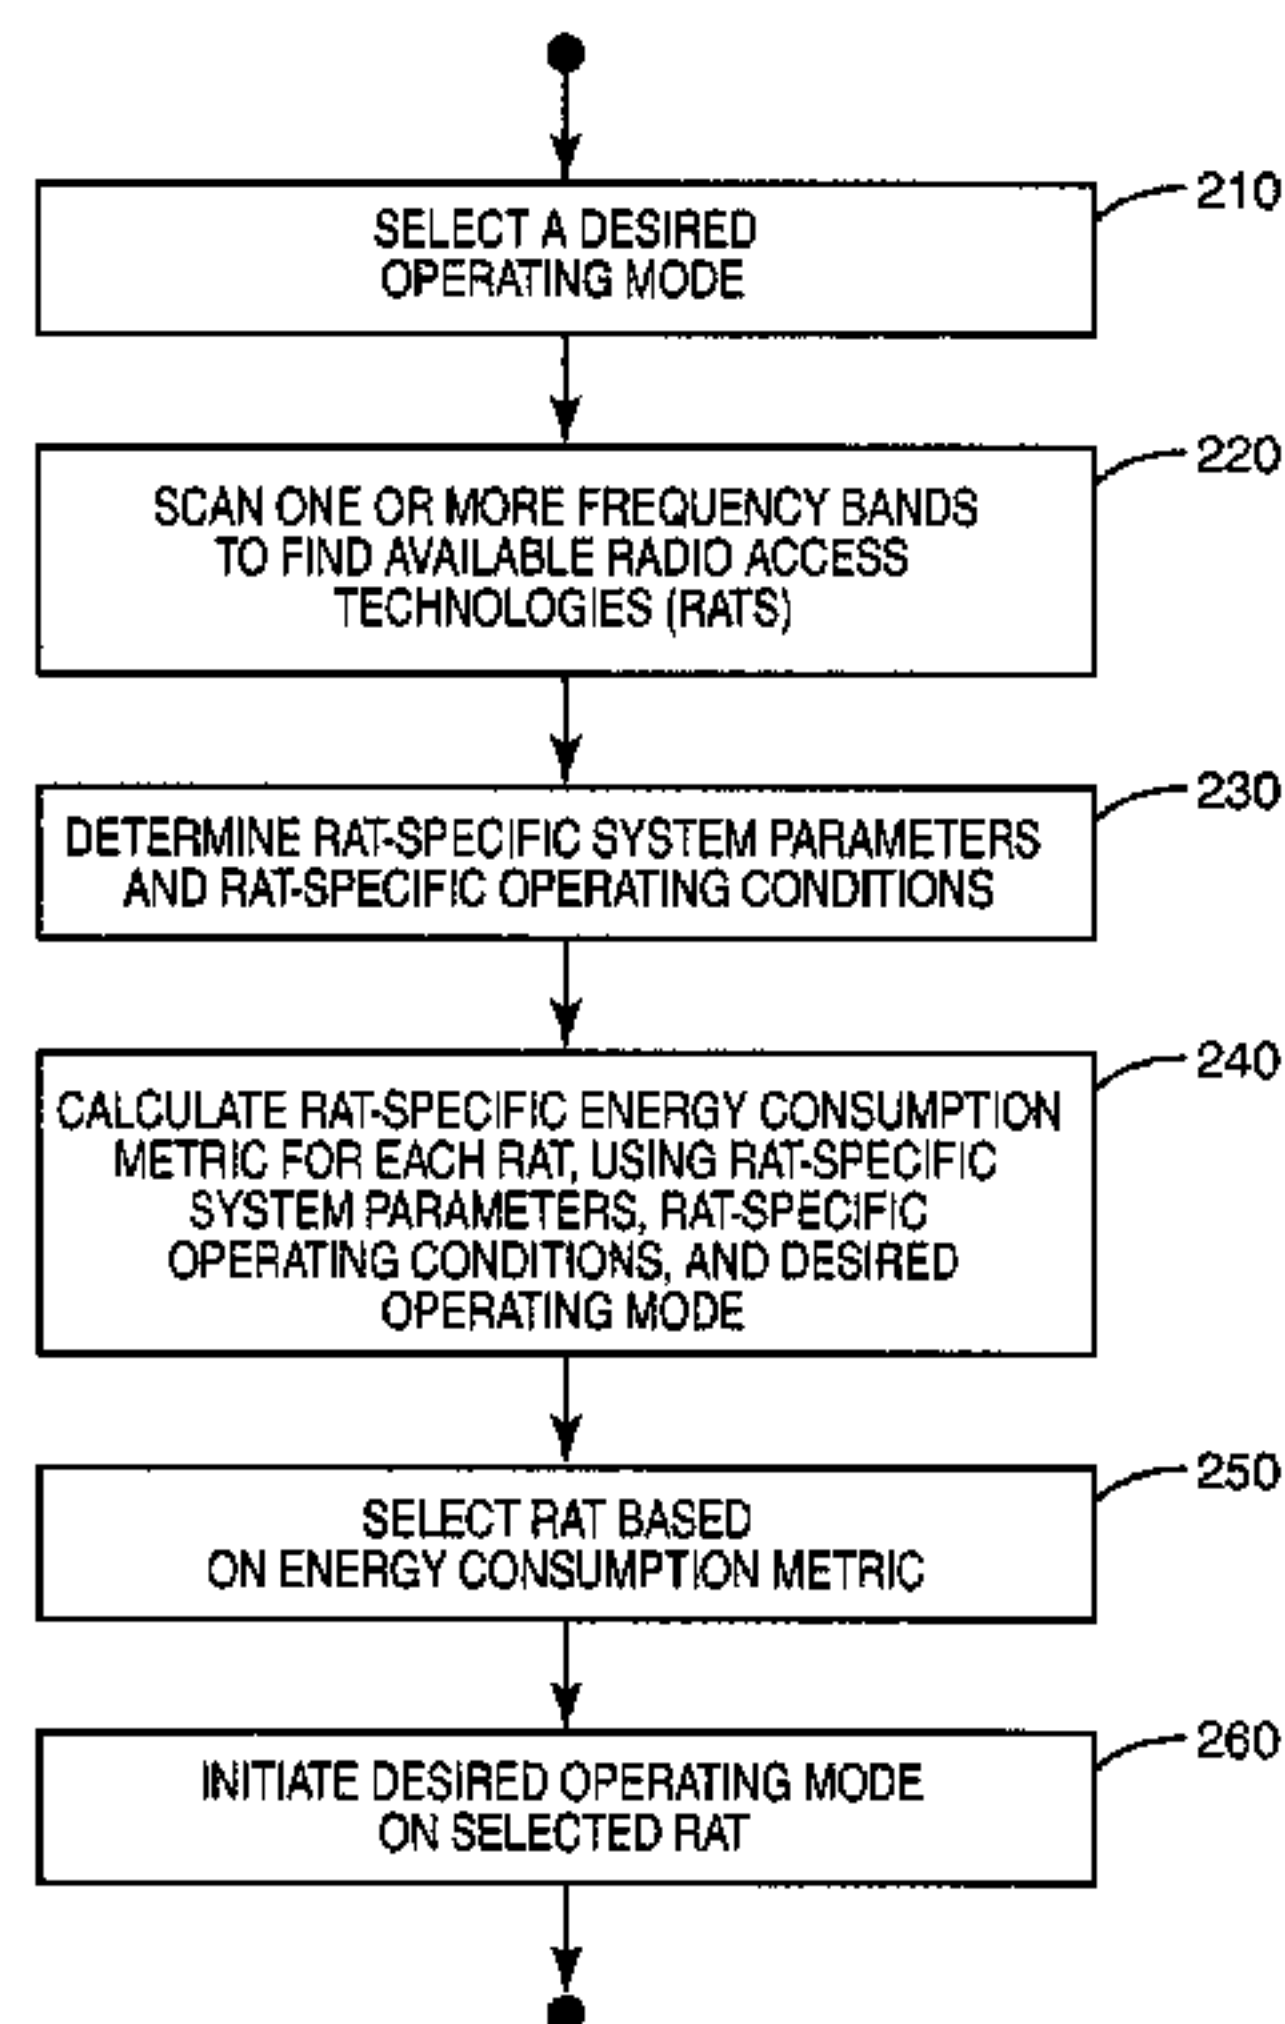 210
SELECT A DESIRED
OPERATING MODE
220
SCAN ONE OR MORE FREQUENCY BANDS
TO FIND AVAILABLE RADIO ACCESS
TECHNOLOGIES (RATS)
230
DETERMINE RAT-SPECIFIC SYSTEM PARAMETERS
AND RAT-SPECIFIC OPERATING CONDITIONS
240
CALCULATE RAT-SPECIFIC ENERGY CONSUMPTION
METRIC FOR EACH RAT, USING RAT-SPECIFIC
SYSTEM PARAMETERS, RAT-SPECIFIC
OPERATING CONDITIONS, AND DESIRED
OPERATING MODE
250
SELECT RAT BASED
ON ENERGY CONSUMPTION METRIC
260
INITIATE DESIRED OPERATING MODE
ON SELECTED RAT